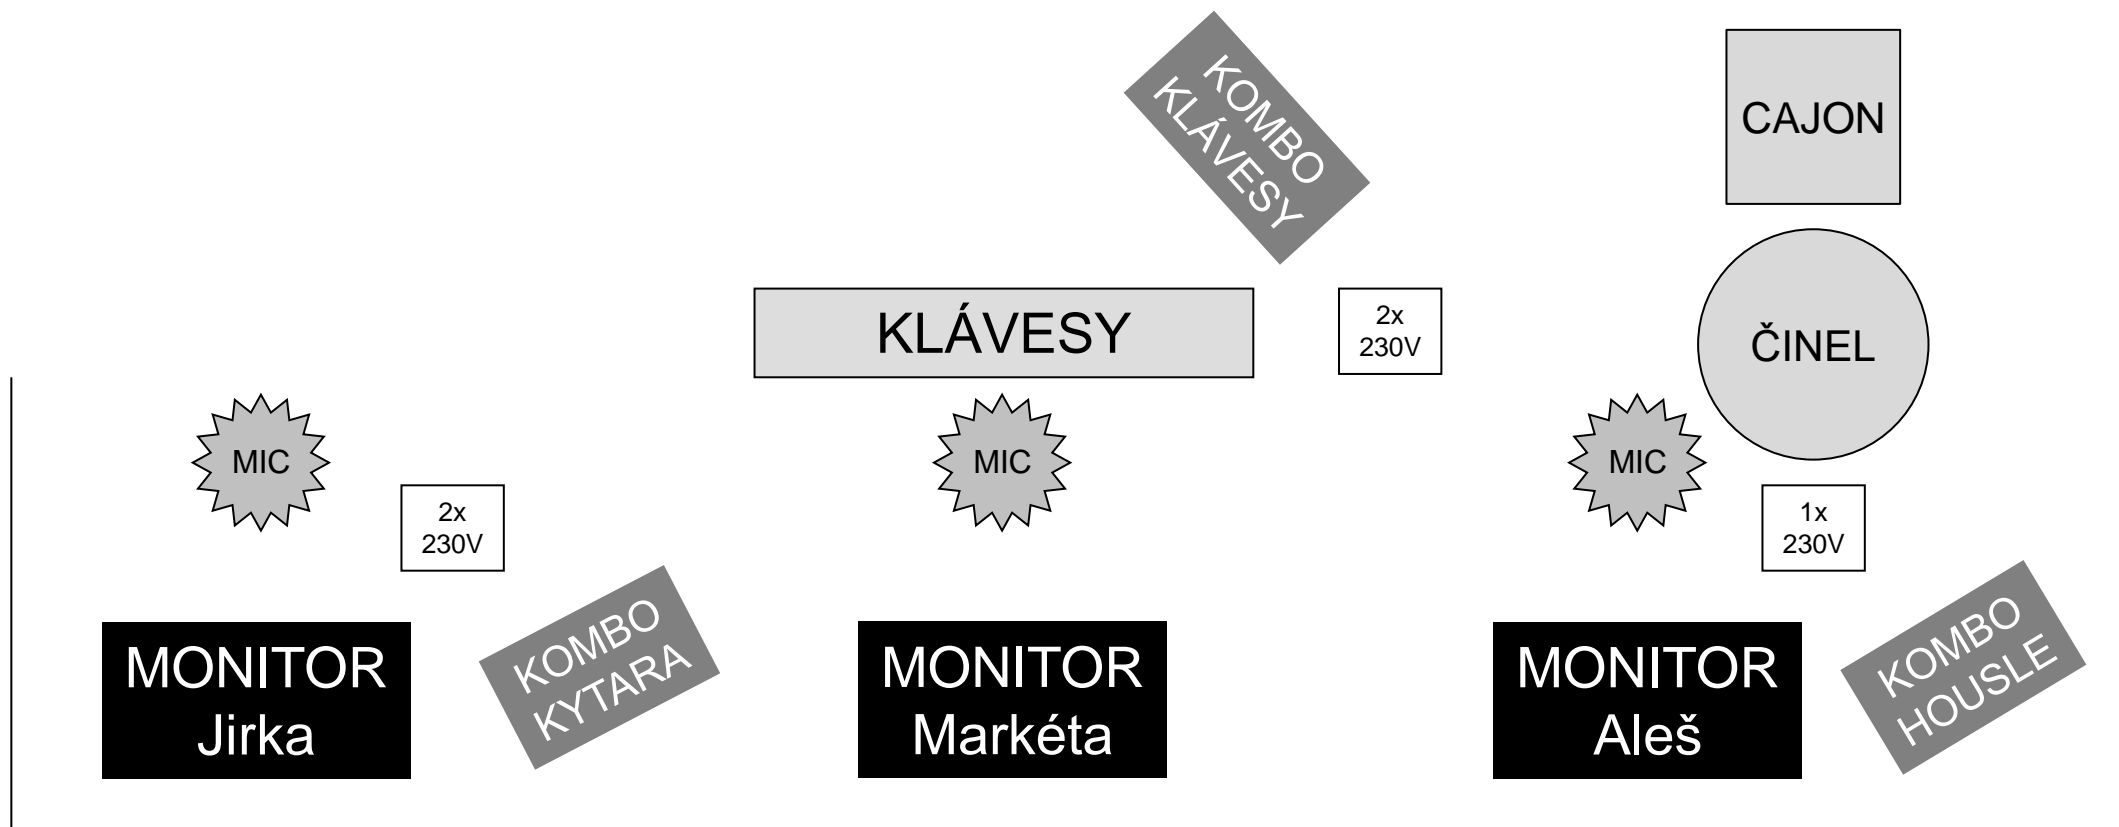 KOMBO
KLÁVESY
CAJON
KLÁVESY
2x
230V
ČINEL
MIC
MIC
MIC
2x
230V
1x
230V
MONITOR
Jirka
KOMBO
KYTARA
MONITOR
Markéta
MONITOR
Aleš
KOMBO
HOUSLE